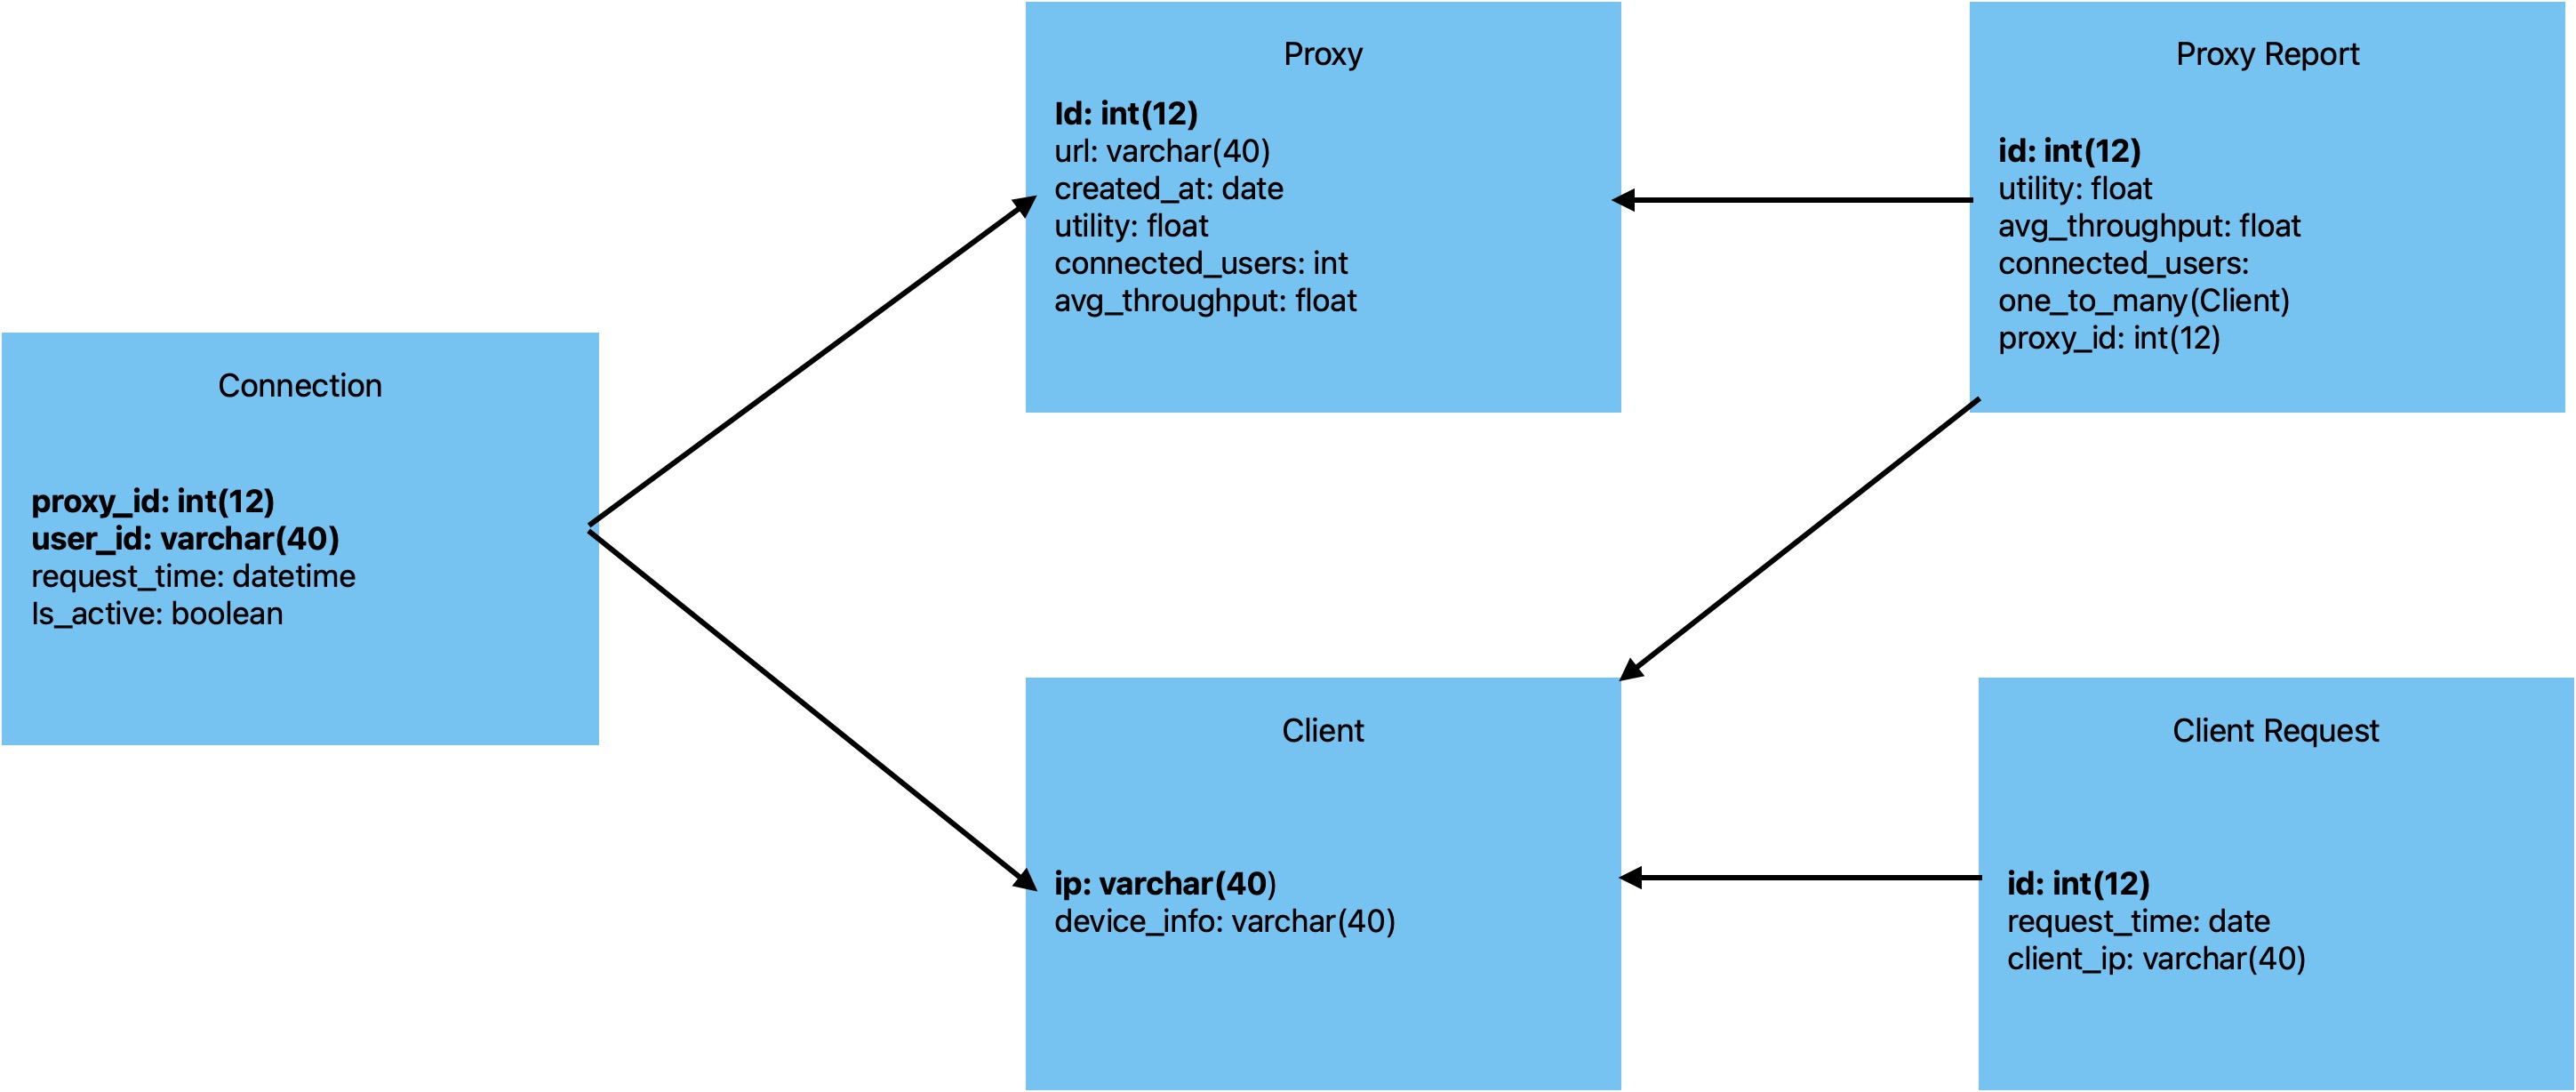 Proxy
Id: int(12)
url: varchar(40)
created_at: date
utility: float
connected_users: int
avg_throughput: float
Proxy Report
id: int(12)
utility: float
avg_throughput: float
connected_users:
one_to_many(Client)
proxy_id: int(12)
Connection
proxy_id: int(12)
user_id: varchar(40)
request_time: datetime
Is_active: boolean
Client
ip: varchar(40)
device_info: varchar(40)
Client Request
id: int(12)
request_time: date
client_ip: varchar(40)